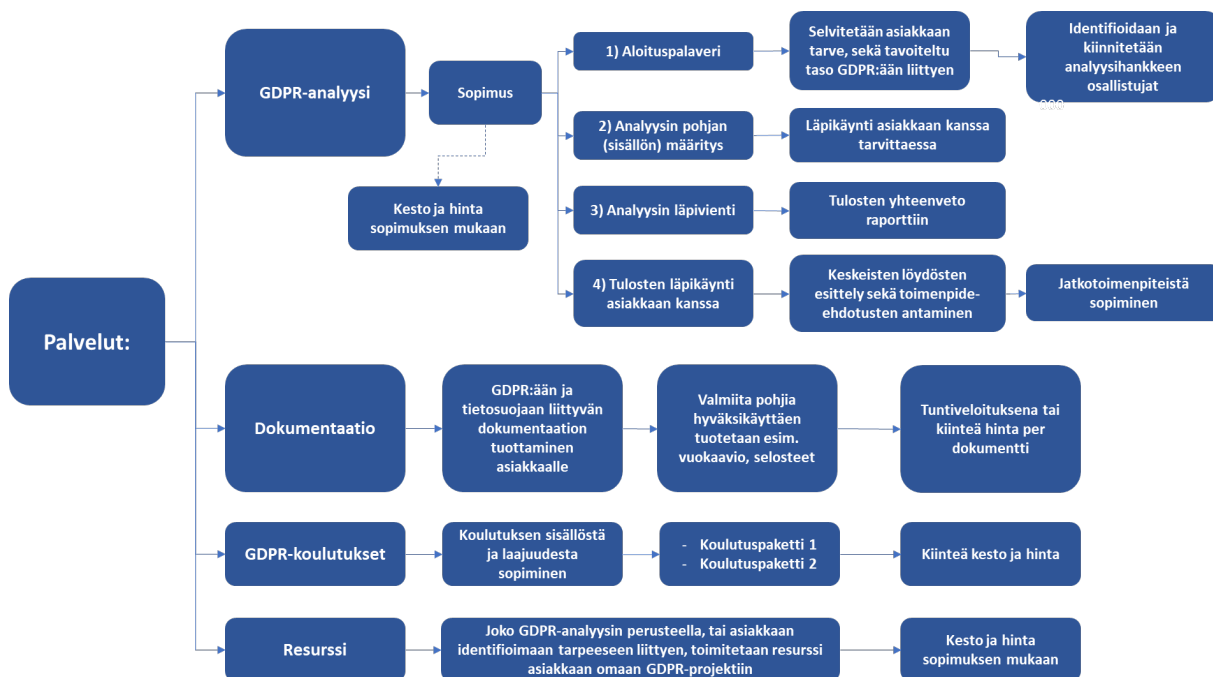 Palvelut:
GDPR-analyysi
Sopimus
Kesto ja hinta
sopimuksen mukaan
1) Aloituspalaveri
Selvitetään asiakkaan
tarve, sekä tavoiteltu
taso GDPR:ään liittyen
Identifioidaan ja
kiinnitetään
analyysihankkeen
osallistujat
2) Analyysin pohjan
(sisällön) määritys
Läpikäynti asiakkaan kanssa
tarvittaessa
3) Analyysin läpivienti
Tulosten yhteenveto
raporttiin
4) Tulosten läpikäynti
asiakkaan kanssa
Keskeisten löydösten
esittely sekä toimenpide-
ehdotusten antaminen
Jatkotoimenpiteistä
sopiminen
Dokumentaatio
GDPR:ään ja
tietosuojaan liittyvän
dokumentaation
tuottaminen
asiakkaalle
Valmiita pohjia
hyväksikäyttäen
tuotetaan esim.
vuokaavio, selosteet
Tuntiveloituksena tai
kiinteä hinta per
dokumentti
GDPR-koulutukset
Koulutuksen sisällöstä
ja laajuudesta
sopiminen
- Koulutuspaketti 1
- Koulutuspaketti 2
Kiinteä kesto ja hinta
Resurssi
Joko GDPR-analyysin perusteella, tai asiakkaan
identifioimaan tarpeeseen liittyen, toimitetaan resurssi
asiakkaan omaan GDPR-projektiin
Kesto ja hinta
sopimuksen mukaan